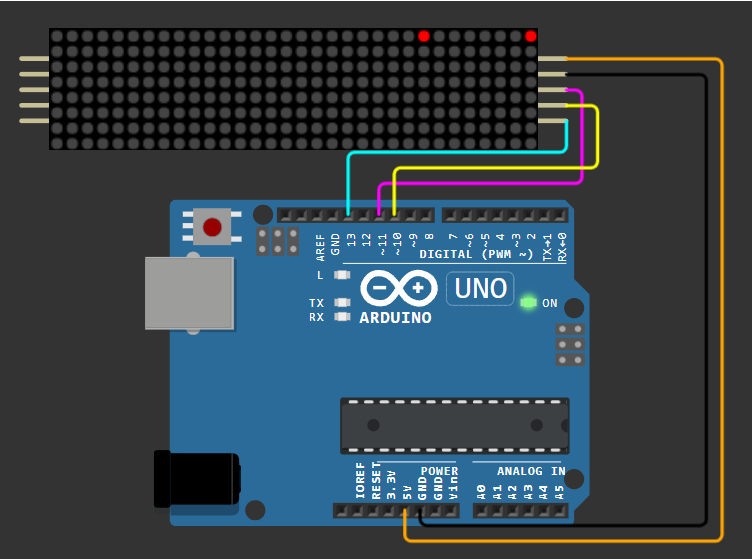 AREF
GND
13
12
~11
~10
~9
8
7
~6
~5
4
~3
2
TX→1
RX←0
DIGITAL (PWM ~)
L
TX
RX
UNO
ARDUINO
ON
IOREF
RESET
3.3V
5V
GND
GND
Vin
POWER
ANALOG IN
A0
A1
A2
A3
A4
A5